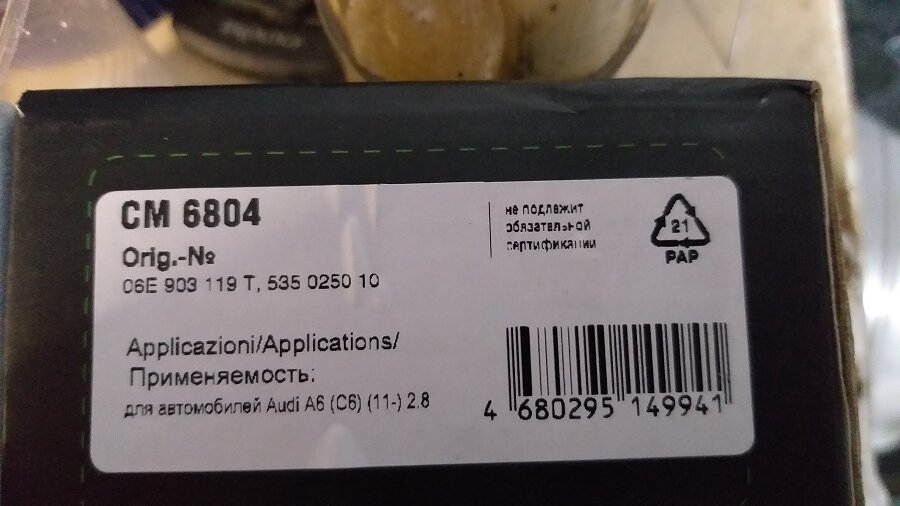 CM 6804
Orig.-№
06E 903 119 T, 535 0250 10
не подлежит
обязательной
сертификации
21
PAP
Applicazioni/Applications/
Применяемость:
для автомобилей Audi A6 (C6) (11-) 2.8
4 680295 149941